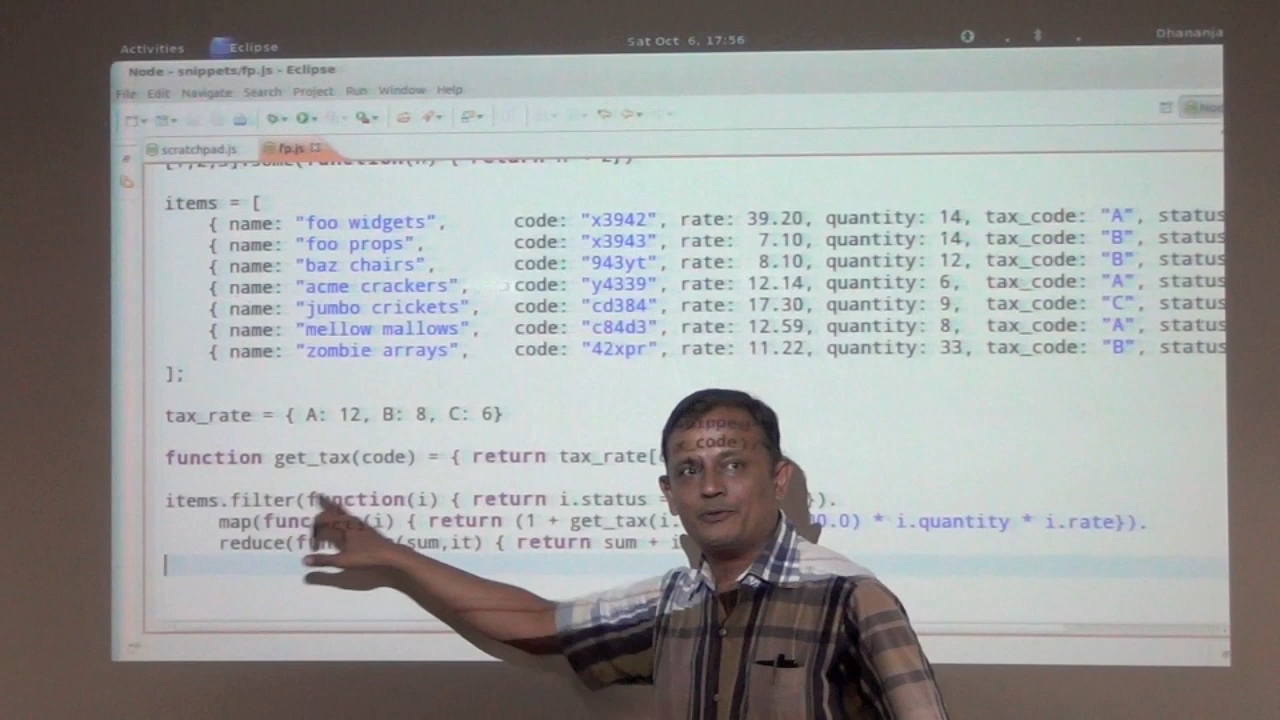 Activities Eclipse Sat Oct 6, 17:56 Dhananja
Node - snippets/fp.js - Eclipse
File Edit Navigate Search Project Run Window Help
scratchpad.js fp.js
items = [
{ name: "foo widgets", code: "x3942", rate: 39.20, quantity: 14, tax_code: "A", status
{ name: "foo props", code: "x3943", rate: 7.10, quantity: 14, tax_code: "B", status
{ name: "baz chairs", code: "943yt", rate: 8.10, quantity: 12, tax_code: "B", status
{ name: "acme crackers", code: "y4339", rate: 12.14, quantity: 6, tax_code: "A", status
{ name: "jumbo crickets", code: "cd384", rate: 17.30, quantity: 9, tax_code: "C", status
{ name: "mellow mallows", code: "c84d3", rate: 12.59, quantity: 8, tax_code: "A", status
{ name: "zombie arrays", code: "42xpr", rate: 11.22, quantity: 33, tax_code: "B", status
];
tax_rate = { A: 12, B: 8, C: 6}
function get_tax(code) = { return tax_rate[
items.filter(function(i) { return i.status = }).
map(function(i) { return (1 + get_tax(i. 00.0) * i.quantity * i.rate}).
reduce( (sum,it) { return sum + i